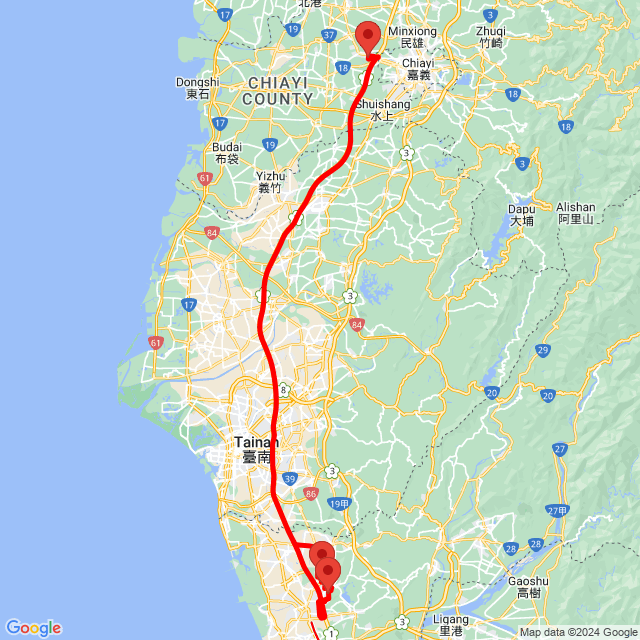 北港
Minxiong
民雄
Zhuqi
竹崎
37
1
3
18
Chiayi
嘉義
Dongshi
東石
CHIAYI
COUNTY
Shuishang
水上
17
19
18
3
Budai
布袋
3
Yizhu
義竹
61
Dapu
大埔
Alishan
阿里山
84
17
3
84
61
29
20
20
8
Tainan
臺南
27
39
3
86
19甲
27甲
28
28
Gaoshu
高樹
Ligang
里港
1
Google
Map data ©2024 Google